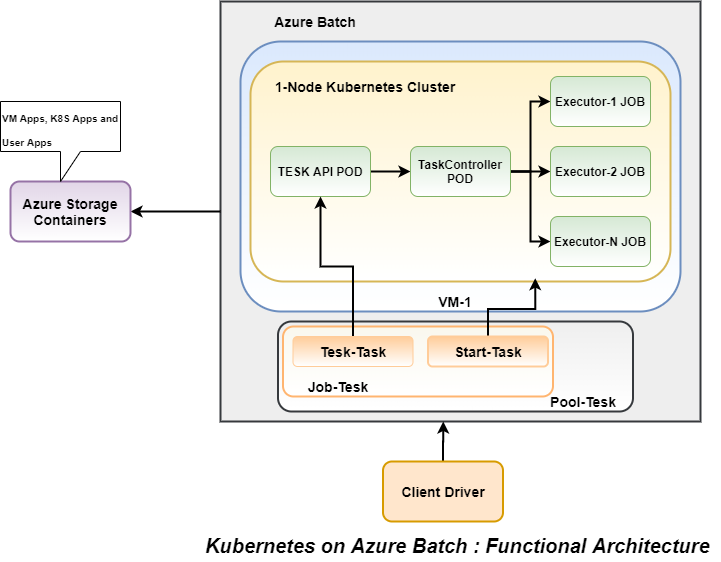 Azure Batch
1-Node Kubernetes Cluster
Executor-1 JOB
VM Apps, K8S Apps and
User Apps
TESK API POD
TaskController
POD
Executor-2 JOB
Azure Storage
Containers
Executor-N JOB
VM-1
Tesk-Task
Start-Task
Job-Tesk
Pool-Tesk
Client Driver
Kubernetes on Azure Batch : Functional Architecture